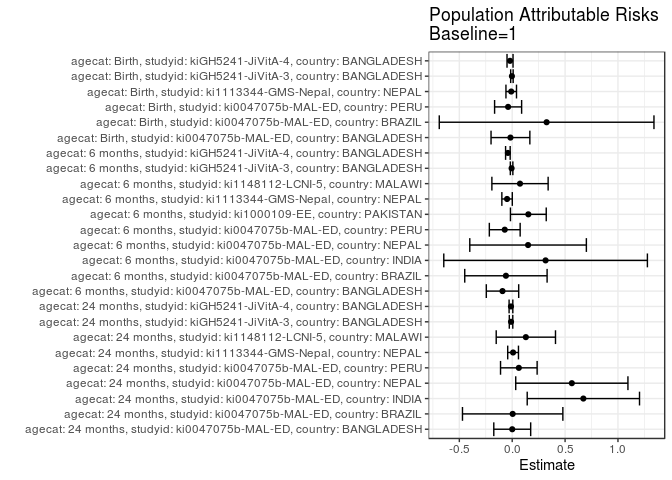 Population Attributable Risks
Baseline=1
agecat: Birth, studyid: kiGH5241-JiVitA-4, country: BANGLADESH
agecat: Birth, studyid: kiGH5241-JiVitA-3, country: BANGLADESH
agecat: Birth, studyid: ki1113344-GMS-Nepal, country: NEPAL
agecat: Birth, studyid: ki0047075b-MAL-ED, country: PERU
agecat: Birth, studyid: ki0047075b-MAL-ED, country: BRAZIL
agecat: Birth, studyid: ki0047075b-MAL-ED, country: BANGLADESH
agecat: 6 months, studyid: kiGH5241-JiVitA-4, country: BANGLADESH
agecat: 6 months, studyid: kiGH5241-JiVitA-3, country: BANGLADESH
agecat: 6 months, studyid: ki1148112-LCNI-5, country: MALAWI
agecat: 6 months, studyid: ki1113344-GMS-Nepal, country: NEPAL
agecat: 6 months, studyid: ki1000109-EE, country: PAKISTAN
agecat: 6 months, studyid: ki0047075b-MAL-ED, country: PERU
agecat: 6 months, studyid: ki0047075b-MAL-ED, country: NEPAL
agecat: 6 months, studyid: ki0047075b-MAL-ED, country: INDIA
agecat: 6 months, studyid: ki0047075b-MAL-ED, country: BRAZIL
agecat: 6 months, studyid: ki0047075b-MAL-ED, country: BANGLADESH
agecat: 24 months, studyid: kiGH5241-JiVitA-4, country: BANGLADESH
agecat: 24 months, studyid: kiGH5241-JiVitA-3, country: BANGLADESH
agecat: 24 months, studyid: ki1148112-LCNI-5, country: MALAWI
agecat: 24 months, studyid: ki1113344-GMS-Nepal, country: NEPAL
agecat: 24 months, studyid: ki0047075b-MAL-ED, country: PERU
agecat: 24 months, studyid: ki0047075b-MAL-ED, country: NEPAL
agecat: 24 months, studyid: ki0047075b-MAL-ED, country: INDIA
agecat: 24 months, studyid: ki0047075b-MAL-ED, country: BRAZIL
agecat: 24 months, studyid: ki0047075b-MAL-ED, country: BANGLADESH
-0.5 0.0 0.5 1.0
Estimate